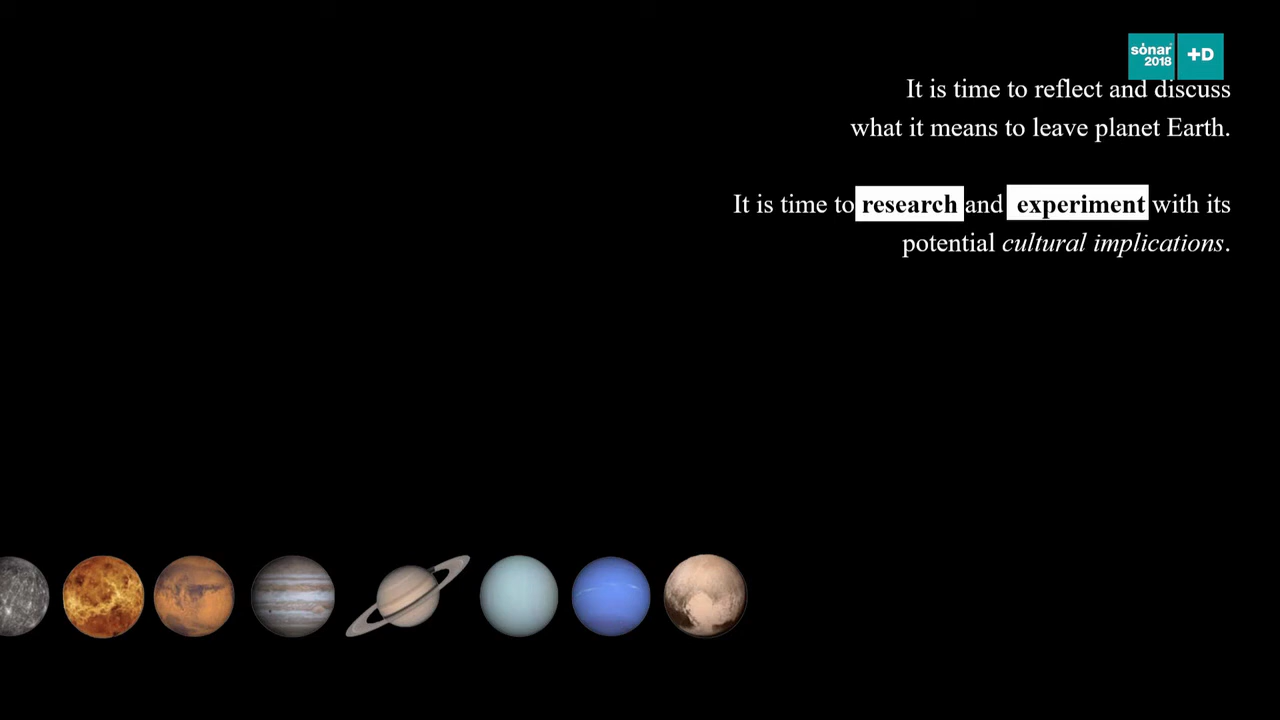 sónar
2018
+D
It is time to reflect and discuss
what it means to leave planet Earth.
It is time to research and experiment with its
potential cultural implications.